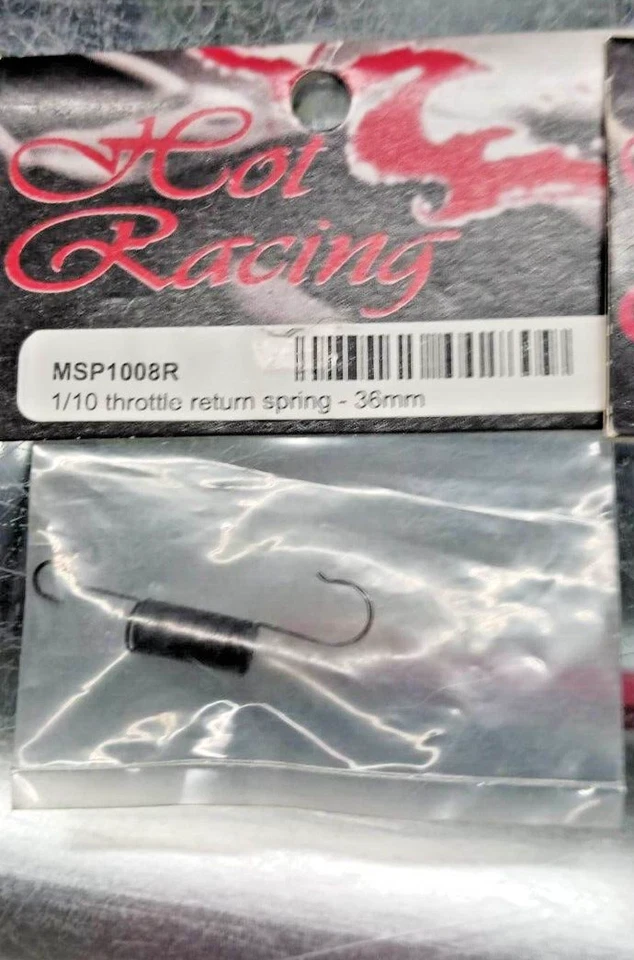 Hot
Racing
MSP1008R
1/10 throttle return spring - 36mm